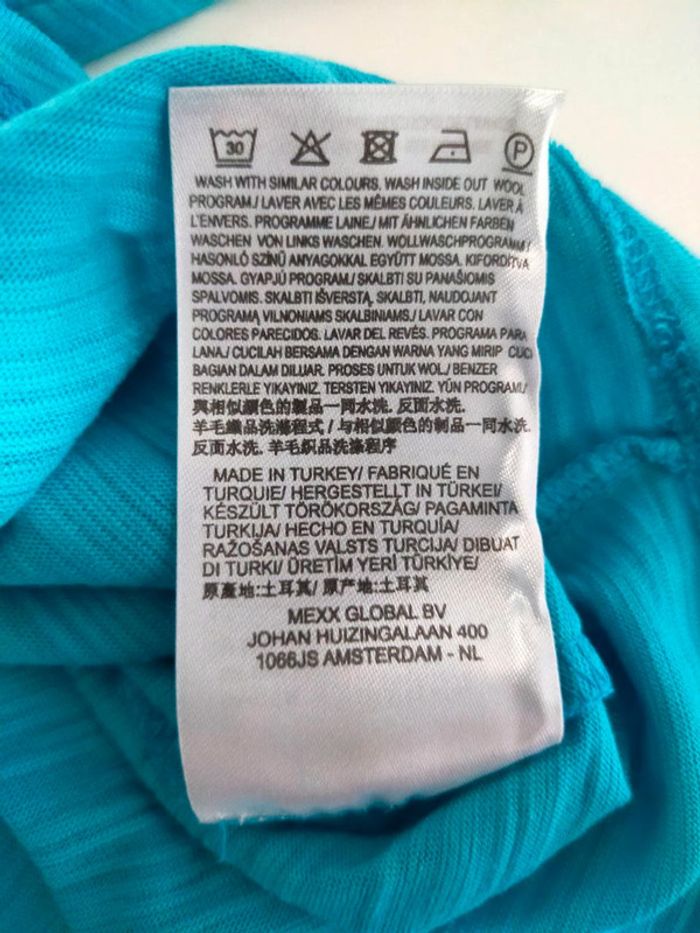 30 P
WASH WITH SIMILAR COLOURS. WASH INSIDE OUT WOOL
PROGRAM./ LAVER AVEC LES MÊMES COULEURS. LAVER À
L'ENVERS. PROGRAMME LAINE./ MIT ÄHNLICHEN FARBEN
WASCHEN VON LINKS WASCHEN. WOLLWASCHPROGRAMM./
HASONLÓ SZÍNŰ ANYAGOKKAL EGYÜTT MOSSA. KIFORDÍTVA
MOSSA. GYAPJÚ PROGRAM./ SKALBTI SU PANAŠIOMIS
SPALVOMIS. SKALBTI IŠVERSTĄ. SKALBTI, NAUDOJANT
PROGRAMĄ VILNONIAMS SKALBINIAMS./ LAVAR CON
COLORES PARECIDOS. LAVAR DEL REVÉS. PROGRAMA PARA
LANA./ CUCILAH BERSAMA DENGAN WARNA YANG MIRIP CUCI
BAGIAN DALAM DILUAR. PROSES UNTUK WOL./ BENZER
RENKLERLE YIKAYINIZ. TERSTEN YIKAYINIZ. YÜN PROGRAMI./
與相似顏色的製品一同水洗. 反面水洗.
羊毛織品洗滌程式 / 与相似颜色的制品一同水洗.
反面水洗. 羊毛织品洗涤程序
MADE IN TURKEY/ FABRIQUÉ EN
TURQUIE/ HERGESTELLT IN TÜRKEI/
KÉSZÜLT TÖRÖKORSZÁG/ PAGAMINTA
TURKIJA/ HECHO EN TURQUÍA/
RAŽOŠANAS VALSTS TURCIJA/ DIBUAT
DI TURKI/ ÜRETİM YERİ TÜRKİYE/
原產地:土耳其/ 原产地:土耳其
MEXX GLOBAL BV
JOHAN HUIZINGALAAN 400
1066JS AMSTERDAM - NL